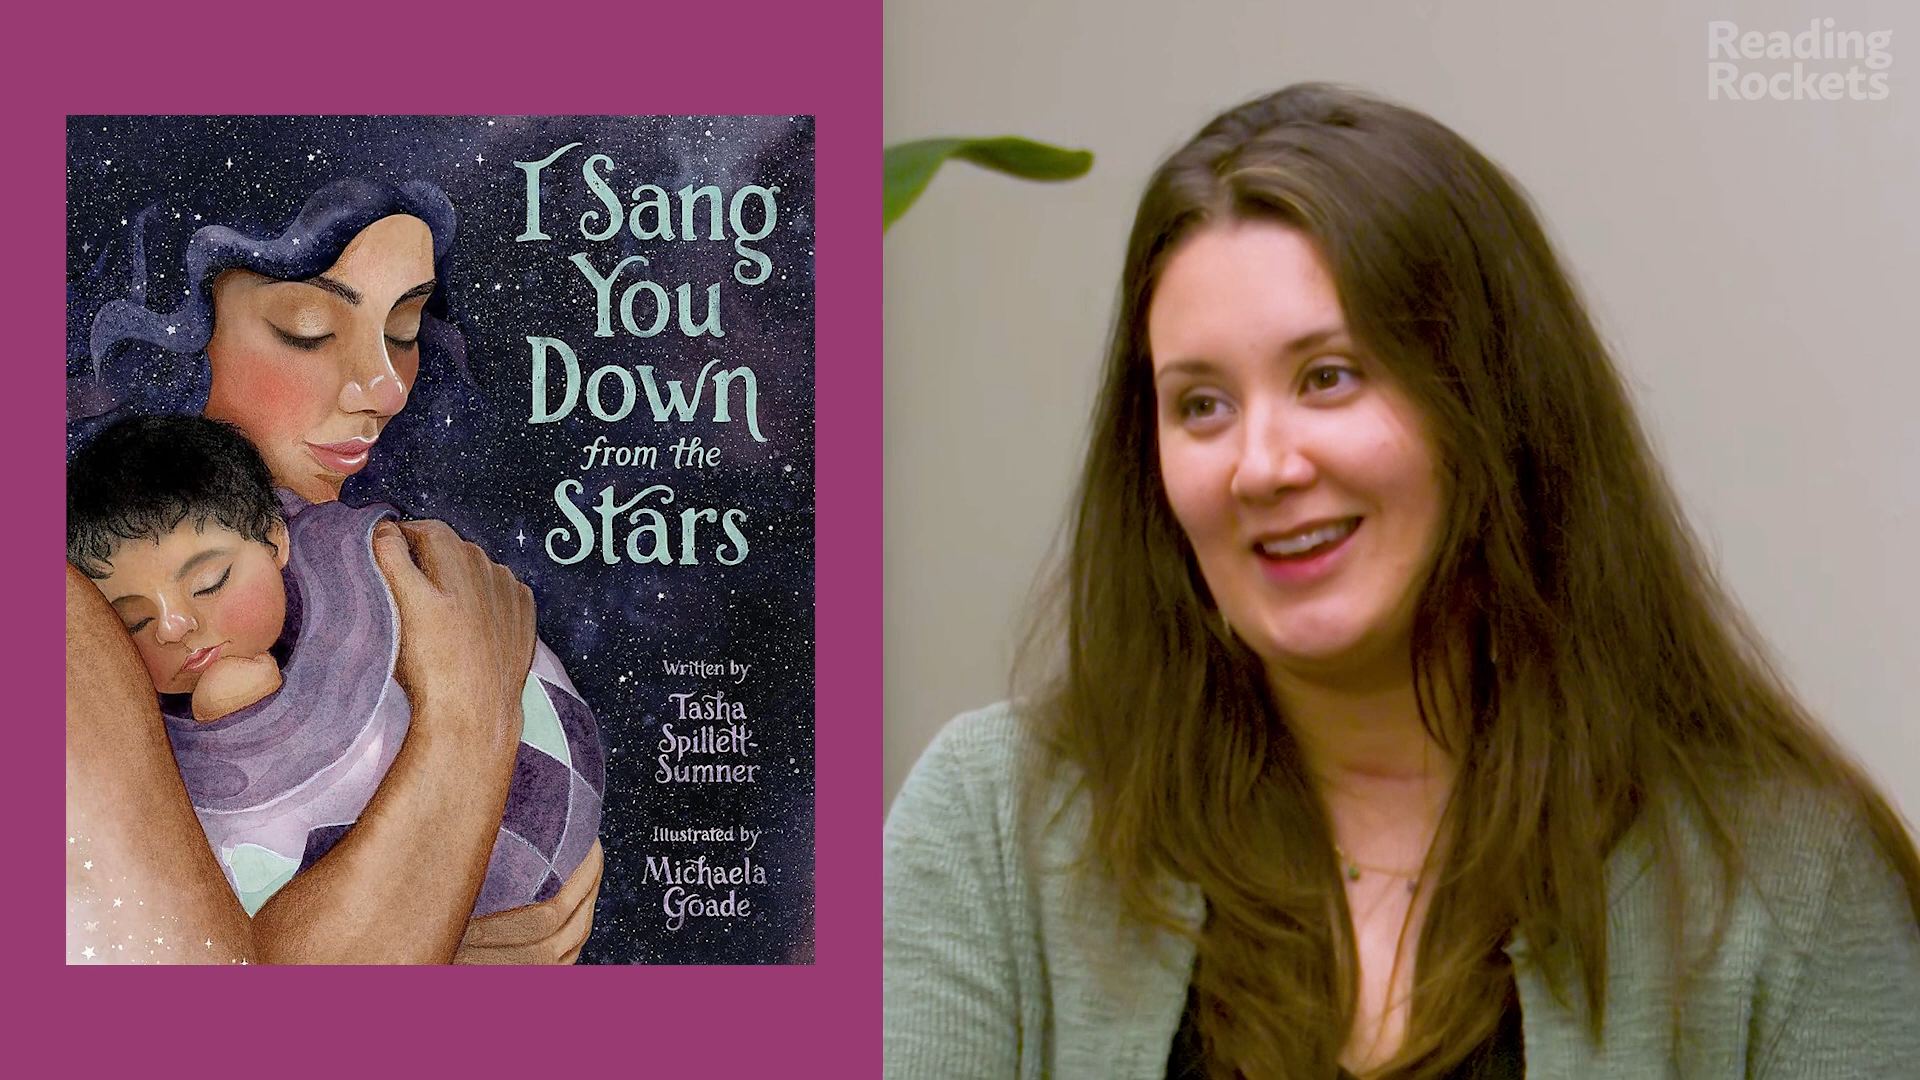 I Sang
You
Down
from the
Stars
Written by
Tasha
Spillett-
Sumner
Illustrated by
Michaela
Goade
Reading
Rockets